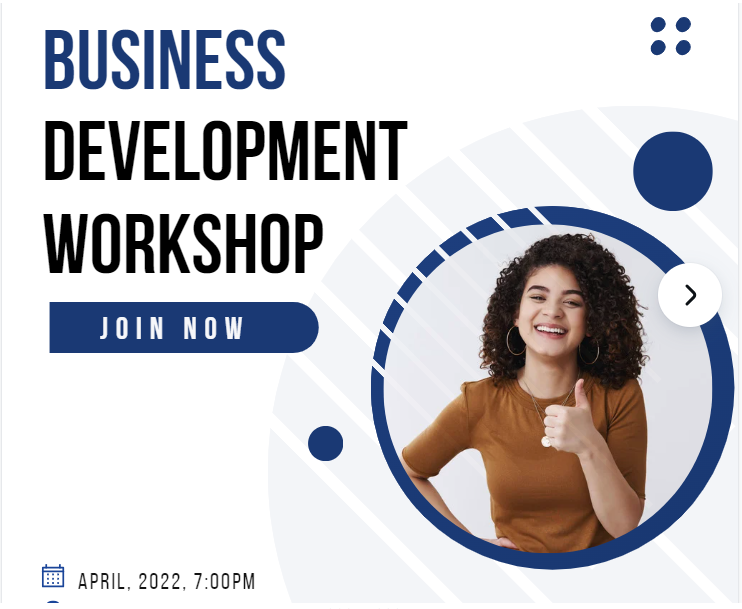 BUSINESS
DEVELOPMENT
WORKSHOP
JOIN NOW
APRIL, 2022, 7:00PM